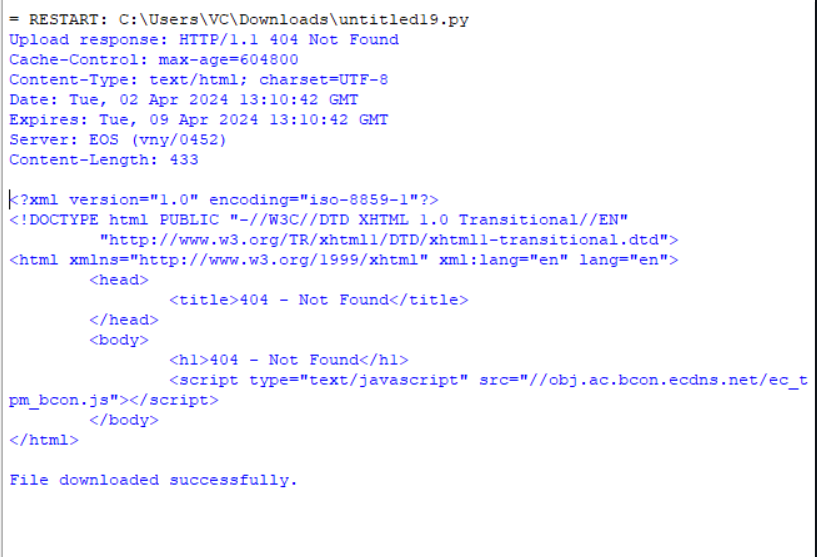 = RESTART: C:\Users\VC\Downloads\untitled19.py
Upload response: HTTP/1.1 404 Not Found
Cache-Control: max-age=604800
Content-Type: text/html; charset=UTF-8
Date: Tue, 02 Apr 2024 13:10:42 GMT
Expires: Tue, 09 Apr 2024 13:10:42 GMT
Server: EOS (vny/0452)
Content-Length: 433

<?xml version="1.0" encoding="iso-8859-1"?>
<!DOCTYPE html PUBLIC "-//W3C//DTD XHTML 1.0 Transitional//EN"
         "http://www.w3.org/TR/xhtml1/DTD/xhtml1-transitional.dtd">
<html xmlns="http://www.w3.org/1999/xhtml" xml:lang="en" lang="en">
        <head>
                <title>404 - Not Found</title>
        </head>
        <body>
                <h1>404 - Not Found</h1>
                <script type="text/javascript" src="//obj.ac.bcon.ecdns.net/ec_t
pm_bcon.js"></script>
        </body>
</html>

File downloaded successfully.